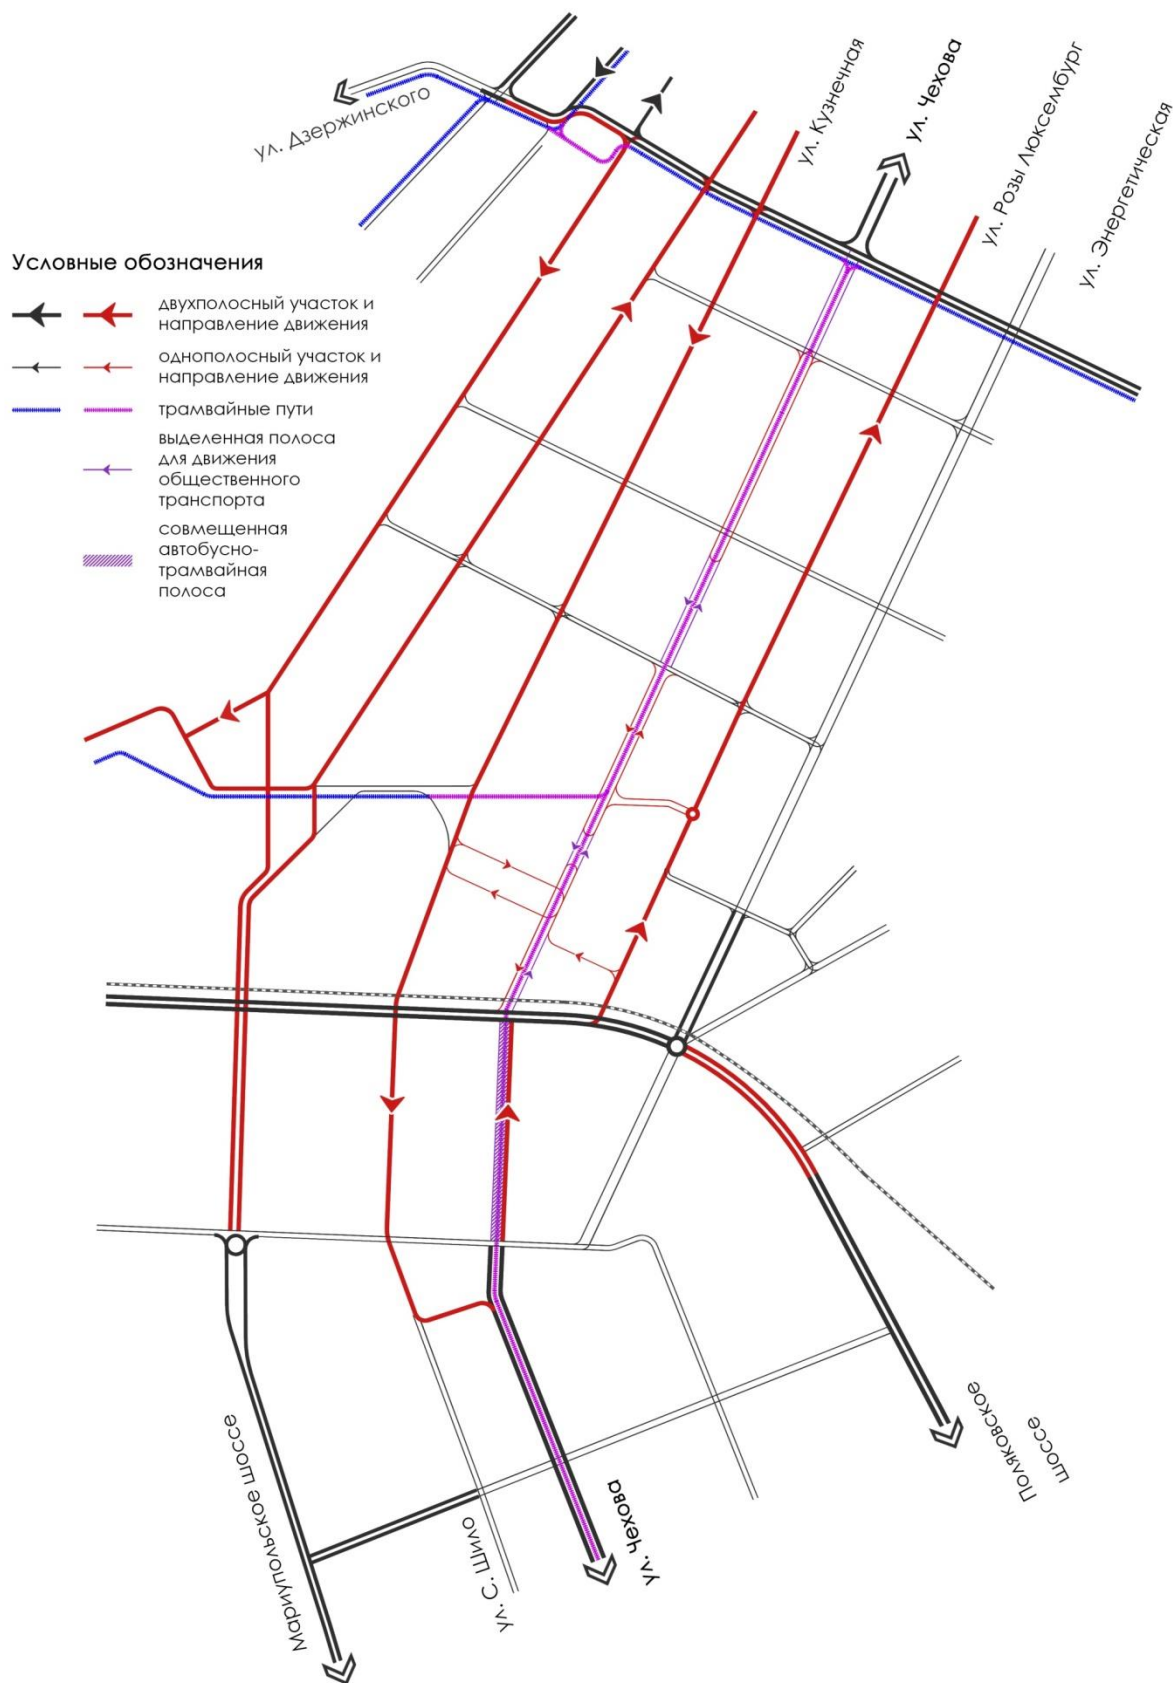 ул. Дзержинского
ул. Кузнечная
ул. Чехова
ул. Розы Люксембург
ул. Энергетическая
Условные обозначения
двухполосный участок и
направление движения
однополосный участок и
направление движения
трамвайные пути
выделенная полоса
для движения
общественного
транспорта
совмещенная
автобусно-
трамвайная
полоса
Мариупольское шоссе
ул. С. Шило
ул. Чехова
Поляковское
шоссе